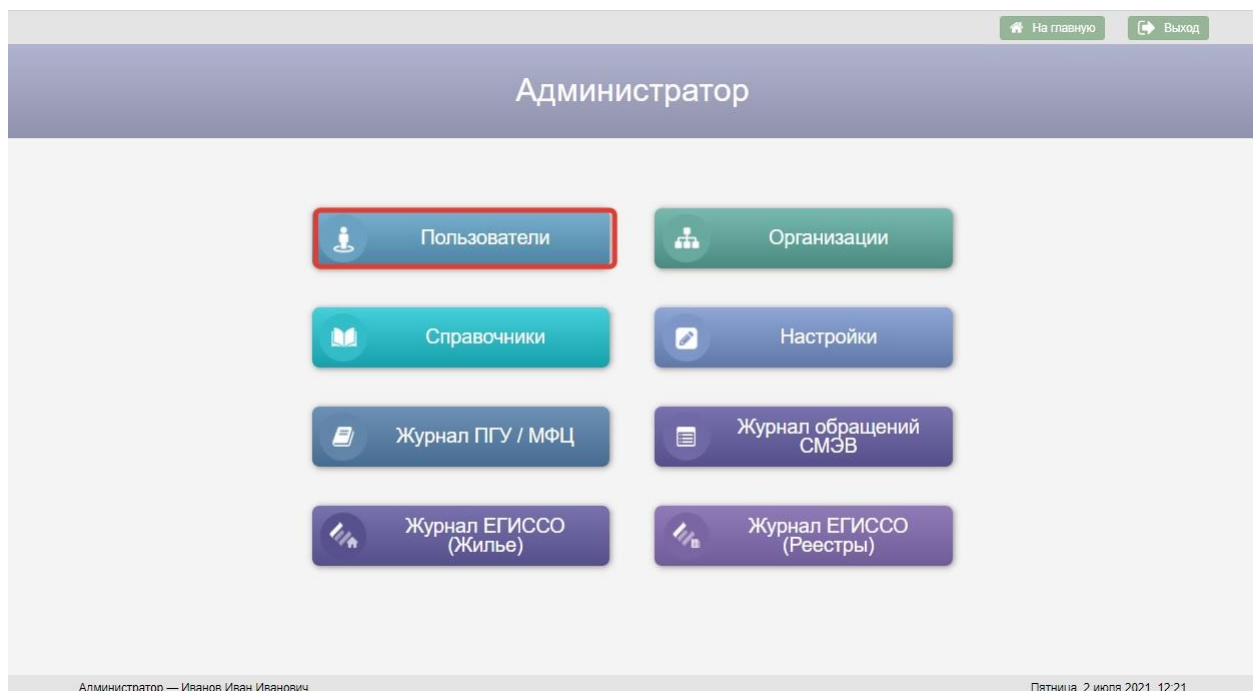 На главную Выход
Администратор
Пользователи Организации
Справочники Настройки
Журнал ПГУ / МФЦ
Журнал обращений
СМЭВ
Журнал ЕГИССО
(Жилье)
Журнал ЕГИССО
(Реестры)
Администратор — Иванов Иван Иванович Пятница, 2 июля 2021, 12:21